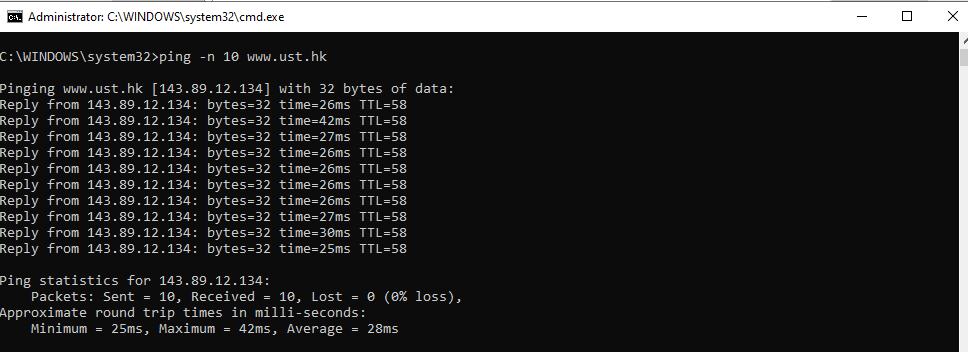 Administrator: C:\WINDOWS\system32\cmd.exe
C:\WINDOWS\system32>ping -n 10 www.ust.hk
Pinging www.ust.hk [143.89.12.134] with 32 bytes of data:
Reply from 143.89.12.134: bytes=32 time=26ms TTL=58
Reply from 143.89.12.134: bytes=32 time=42ms TTL=58
Reply from 143.89.12.134: bytes=32 time=27ms TTL=58
Reply from 143.89.12.134: bytes=32 time=26ms TTL=58
Reply from 143.89.12.134: bytes=32 time=26ms TTL=58
Reply from 143.89.12.134: bytes=32 time=26ms TTL=58
Reply from 143.89.12.134: bytes=32 time=26ms TTL=58
Reply from 143.89.12.134: bytes=32 time=27ms TTL=58
Reply from 143.89.12.134: bytes=32 time=30ms TTL=58
Reply from 143.89.12.134: bytes=32 time=25ms TTL=58
Ping statistics for 143.89.12.134:
    Packets: Sent = 10, Received = 10, Lost = 0 (0% loss),
Approximate round trip times in milli-seconds:
    Minimum = 25ms, Maximum = 42ms, Average = 28ms